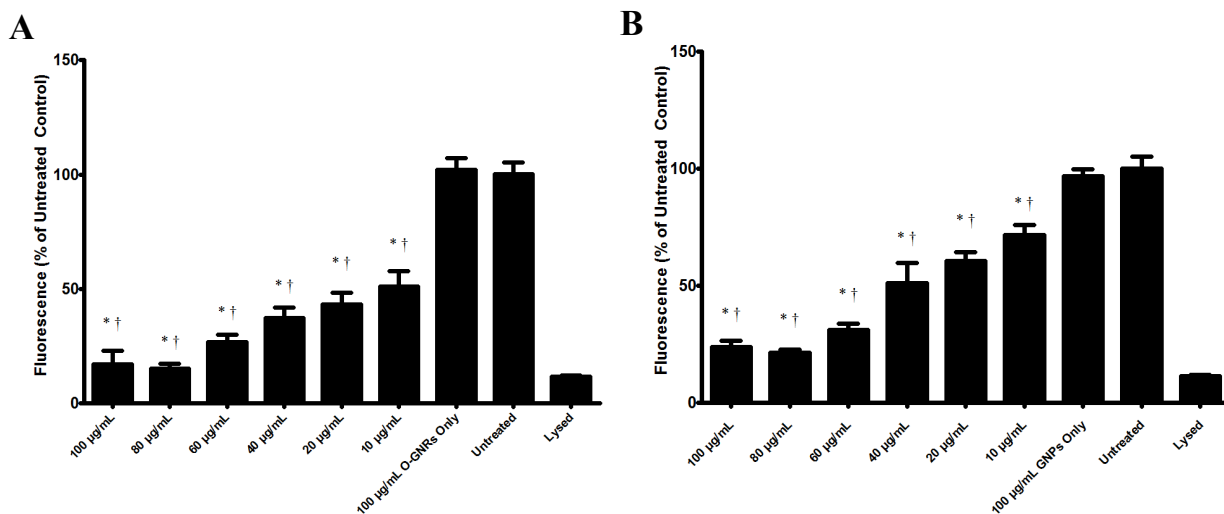 A
Fluorescence (% of Untreated Control)
150
100
50
0
* †
* †
* †
* †
* †
* †
100 µg/mL
80 µg/mL
60 µg/mL
40 µg/mL
20 µg/mL
10 µg/mL
100 µg/mL O-GNRs Only
Untreated
Lysed
B
Fluorescence (% of Untreated Control)
150
100
50
0
* †
* †
* †
* †
* †
* †
100 µg/mL
80 µg/mL
60 µg/mL
40 µg/mL
20 µg/mL
10 µg/mL
100 µg/mL GNPs Only
Untreated
Lysed